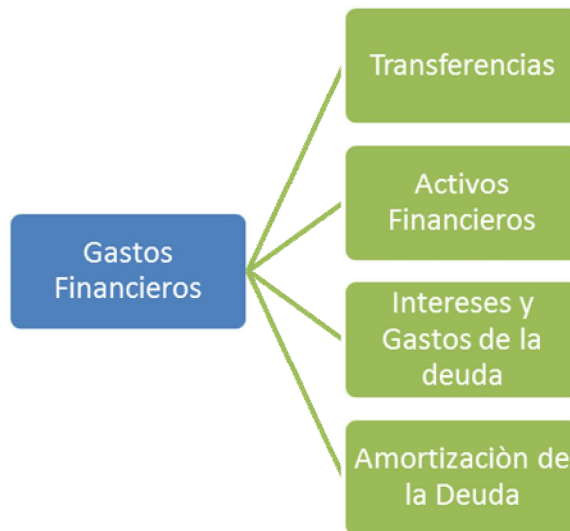 Gastos
Financieros
Transferencias
Activos
Financieros
Intereses y
Gastos de la
deuda
Amortizaciòn de
la Deuda